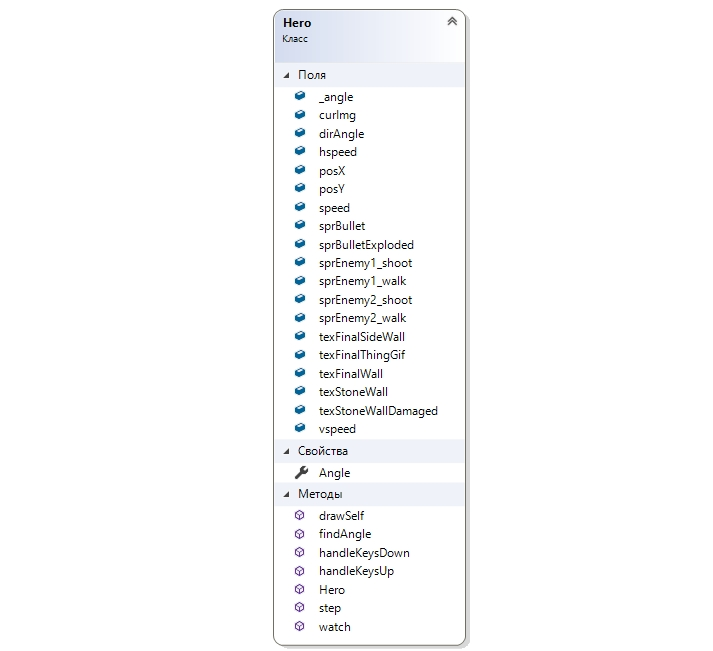 Hero
Класс
Поля
_angle
curImg
dirAngle
hspeed
posX
posY
speed
sprBullet
sprBulletExploded
sprEnemy1_shoot
sprEnemy1_walk
sprEnemy2_shoot
sprEnemy2_walk
texFinalSideWall
texFinalThingGif
texFinalWall
texStoneWall
texStoneWallDamaged
vspeed
Свойства
Angle
Методы
drawSelf
findAngle
handleKeysDown
handleKeysUp
Hero
step
watch